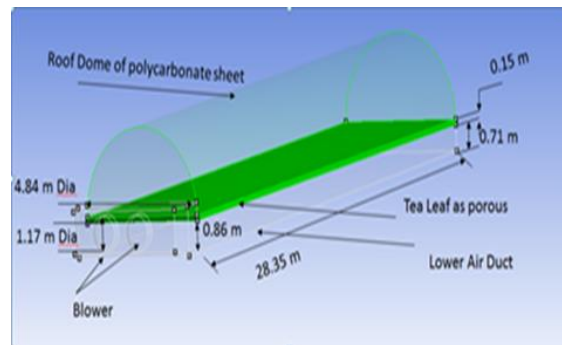 Roof Dome of polycarbonate sheet
0.15 m
0.71 m
4.84 m Dia
Tea Leaf as porous
1.17 m Dia
0.86 m
28.35 m
Lower Air Duct
Blower